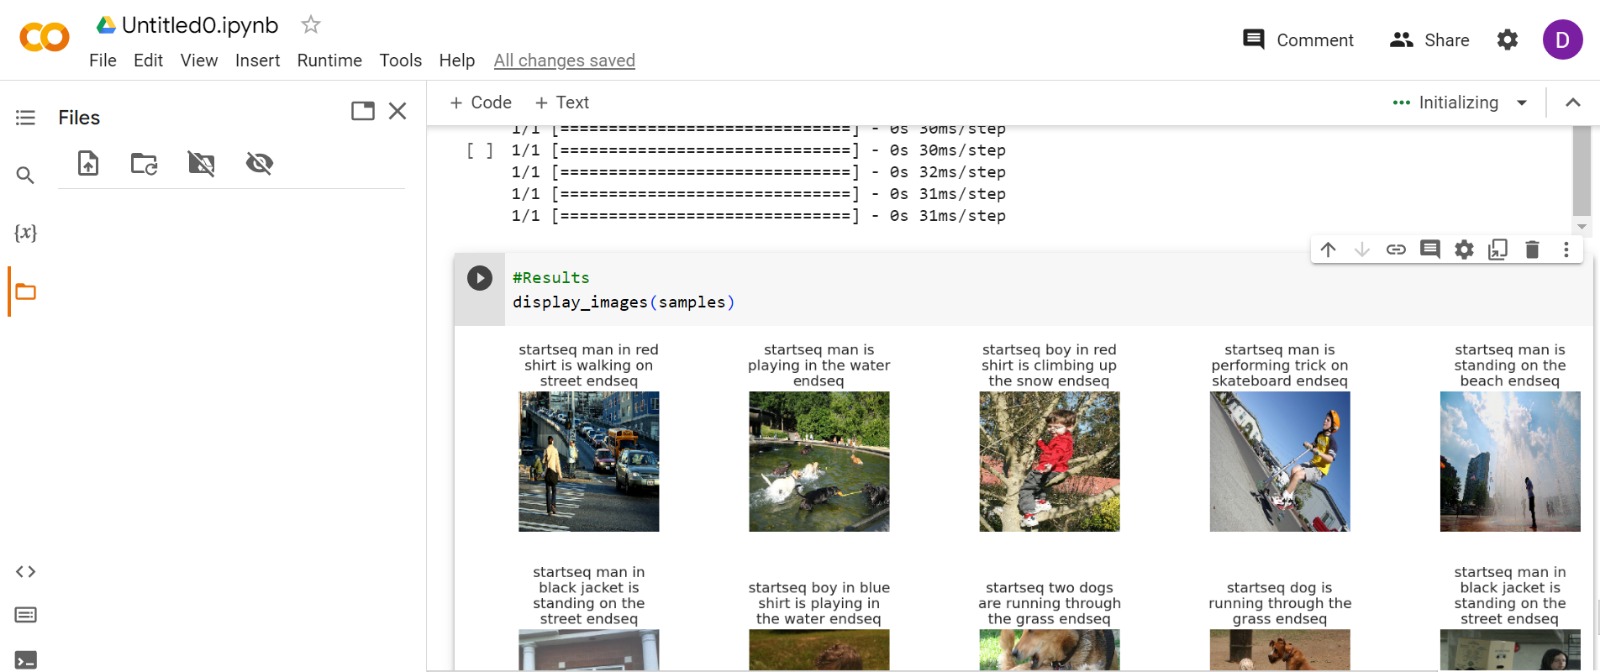 Untitled0.ipynb
File Edit View Insert Runtime Tools Help All changes saved
Comment Share D
Files
+ Code + Text
Initializing
1/1 [==============================] - 0s 30ms/step
[ ] 1/1 [==============================] - 0s 30ms/step
1/1 [==============================] - 0s 32ms/step
1/1 [==============================] - 0s 31ms/step
1/1 [==============================] - 0s 31ms/step
{x}
#Results
display_images(samples)
startseq man in red
shirt is walking on
street endseq
startseq man is
playing in the water
endseq
startseq boy in red
shirt is climbing up
the snow endseq
startseq man is
performing trick on
skateboard endseq
startseq man is
standing on the
beach endseq
startseq man in
black jacket is
standing on the
street endseq
startseq boy in blue
shirt is playing in
the water endseq
startseq two dogs
are running through
the grass endseq
startseq dog is
running through the
grass endseq
startseq man in
black jacket is
standing on the
street endseq